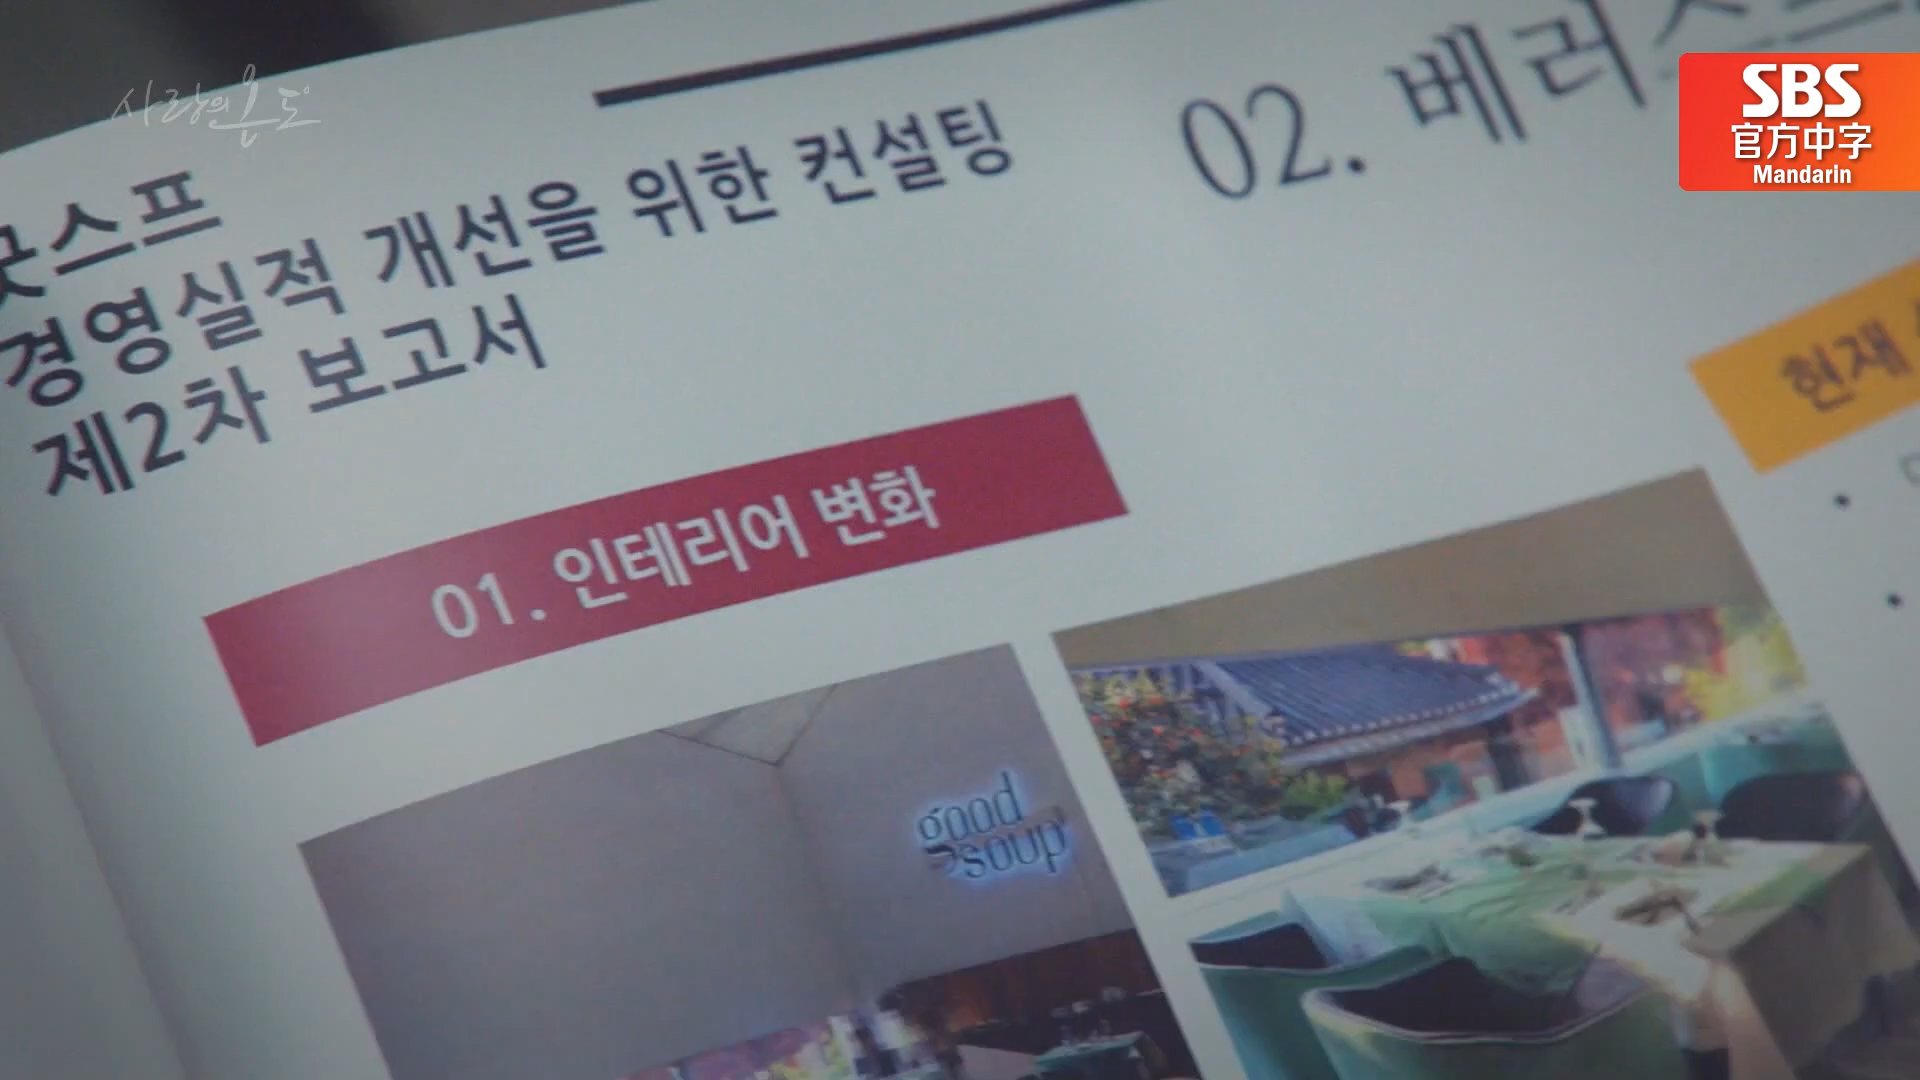 사랑의 온도
SBS
官方中字
Mandarin
굿스프
경영실적 개선을 위한 컨설팅
제2차 보고서
01. 인테리어 변화
good
soup
02. 베러
현재